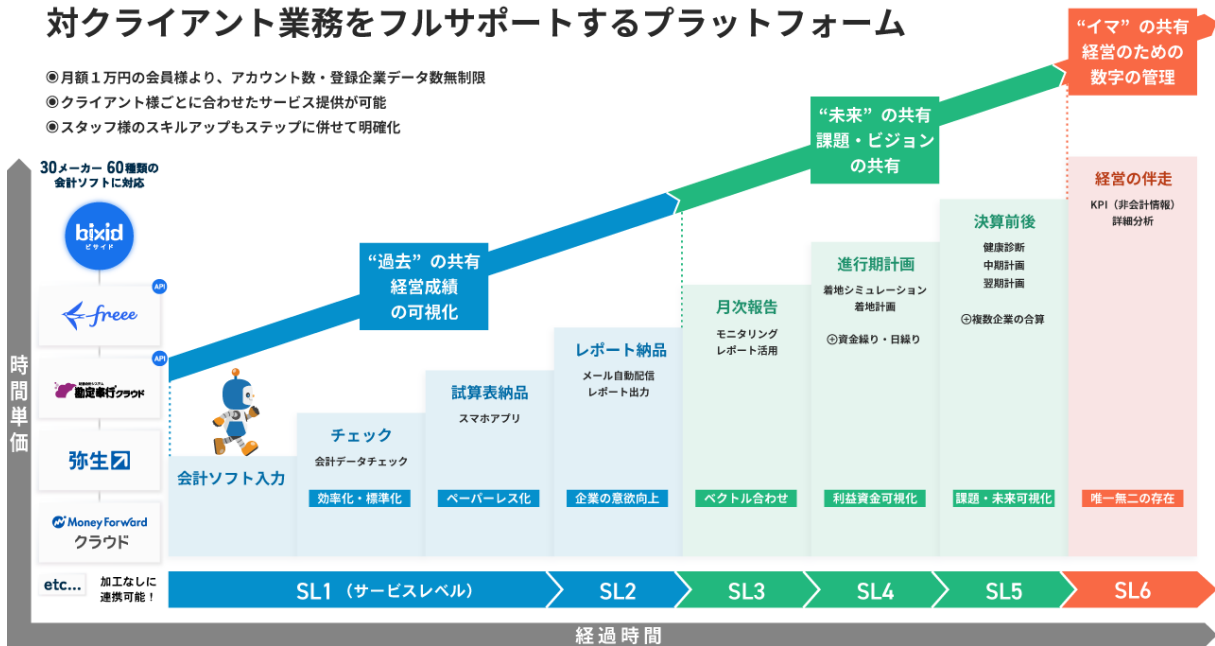 対クライアント業務をフルサポートするプラットフォーム
◉月額１万円の会員様より、アカウント数・登録企業データ数無制限
◉クライアント様ごとに合わせたサービス提供が可能
◉スタッフ様のスキルアップもステップに併せて明確化
“イマ”の共有
経営のための
数字の管理
“未来”の共有
課題・ビジョン
の共有
“過去”の共有
経営成績
の可視化
時間単価
30メーカー 60種類の
会計ソフトに対応
bixid
ビサイド
API
freee
API
勘定奉行クラウド
弥生
Money Forward
クラウド
etc...
加工なしに
連携可能！
会計ソフト入力
チェック
会計データチェック
効率化・標準化
試算表納品
スマホアプリ
ペーパーレス化
レポート納品
メール自動配信
レポート出力
企業の意欲向上
月次報告
モニタリング
レポート活用
ベクトル合わせ
進行期計画
着地シミュレーション
着地計画
⊕資金繰り・日繰り
利益資金可視化
決算前後
健康診断
中期計画
翌期計画
⊕複数企業の合算
課題・未来可視化
経営の伴走
KPI（非会計情報）
詳細分析
唯一無二の存在
SL1（サービスレベル）
SL2
SL3
SL4
SL5
SL6
経過時間